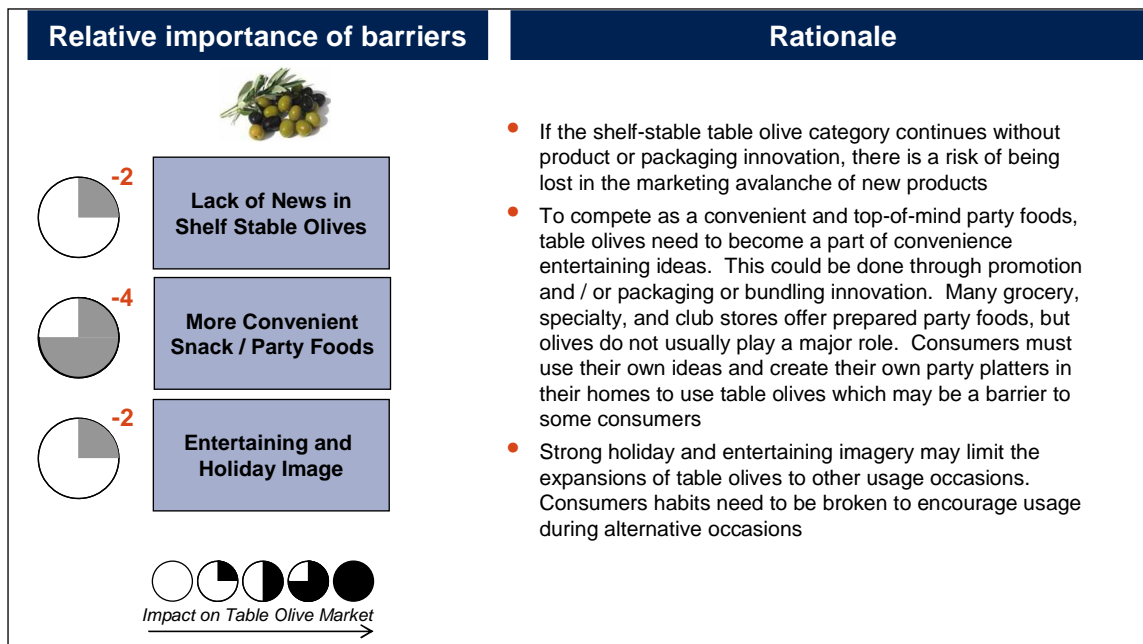 Relative importance of barriers
Rationale
-2
Lack of News in
Shelf Stable Olives
-4
More Convenient
Snack / Party Foods
-2
Entertaining and
Holiday Image
Impact on Table Olive Market
• If the shelf-stable table olive category continues without
product or packaging innovation, there is a risk of being
lost in the marketing avalanche of new products
• To compete as a convenient and top-of-mind party foods,
table olives need to become a part of convenience
entertaining ideas.  This could be done through promotion
and / or packaging or bundling innovation.  Many grocery,
specialty, and club stores offer prepared party foods, but
olives do not usually play a major role.  Consumers must
use their own ideas and create their own party platters in
their homes to use table olives which may be a barrier to
some consumers
• Strong holiday and entertaining imagery may limit the
expansions of table olives to other usage occasions.
Consumers habits need to be broken to encourage usage
during alternative occasions